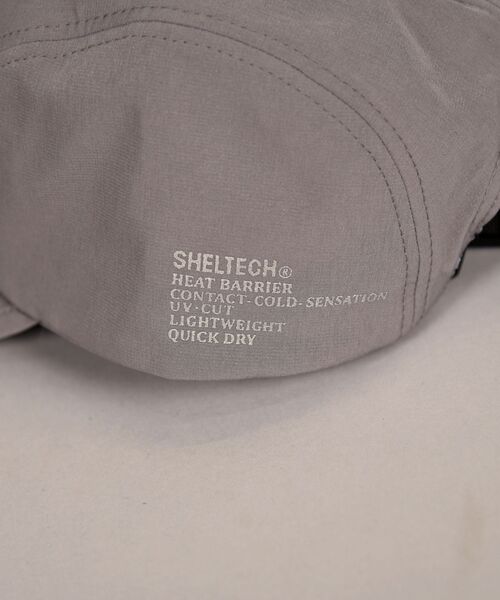 SHELTECH®
HEAT BARRIER
CONTACT-COLD-SENSATION
UV-CUT
LIGHTWEIGHT
QUICK DRY